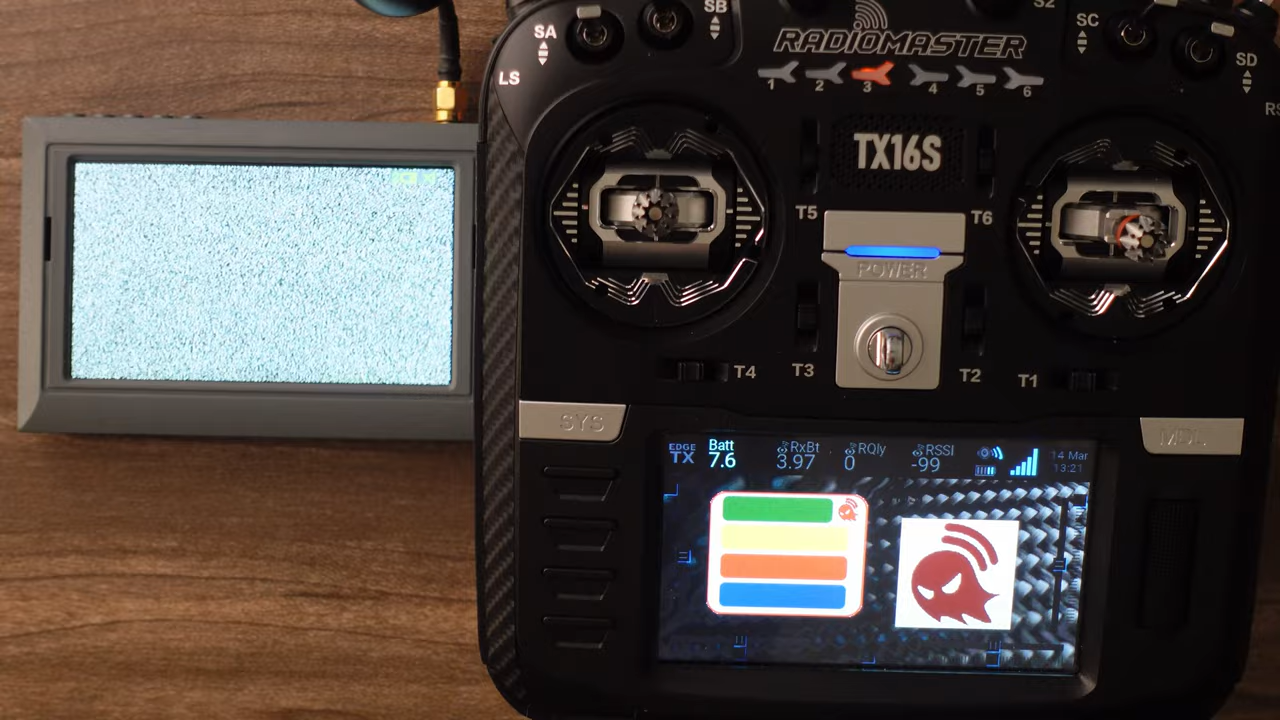 SA
SB
S2
SC
SD
LS
RADIOMASTER
1 2 3 4 5 6
TX16S
T5
T6
POWER
T4
T3
T2
T1
SYS
MDL
EDGE
TX
Batt
7.6
RxBt
3.97
RQly
0
RSSI
-99
14 Mar
13:21